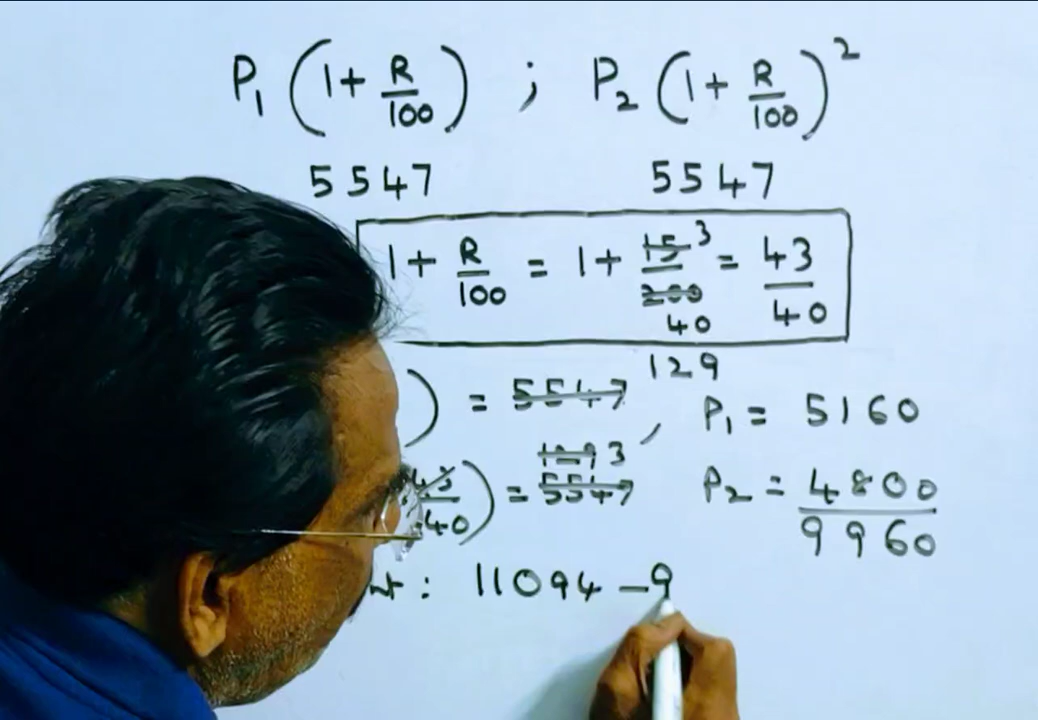 P₁ (1 + R/100) ; P₂ (1 + R/100)²
5547 5547
1 + R/100 = 1 + 15/200 3/40 = 43/40
129
) = 5547 , P₁ = 5160
129 3
43/40) = 5547 P₂ = 4800
9960
: 11094 - 9